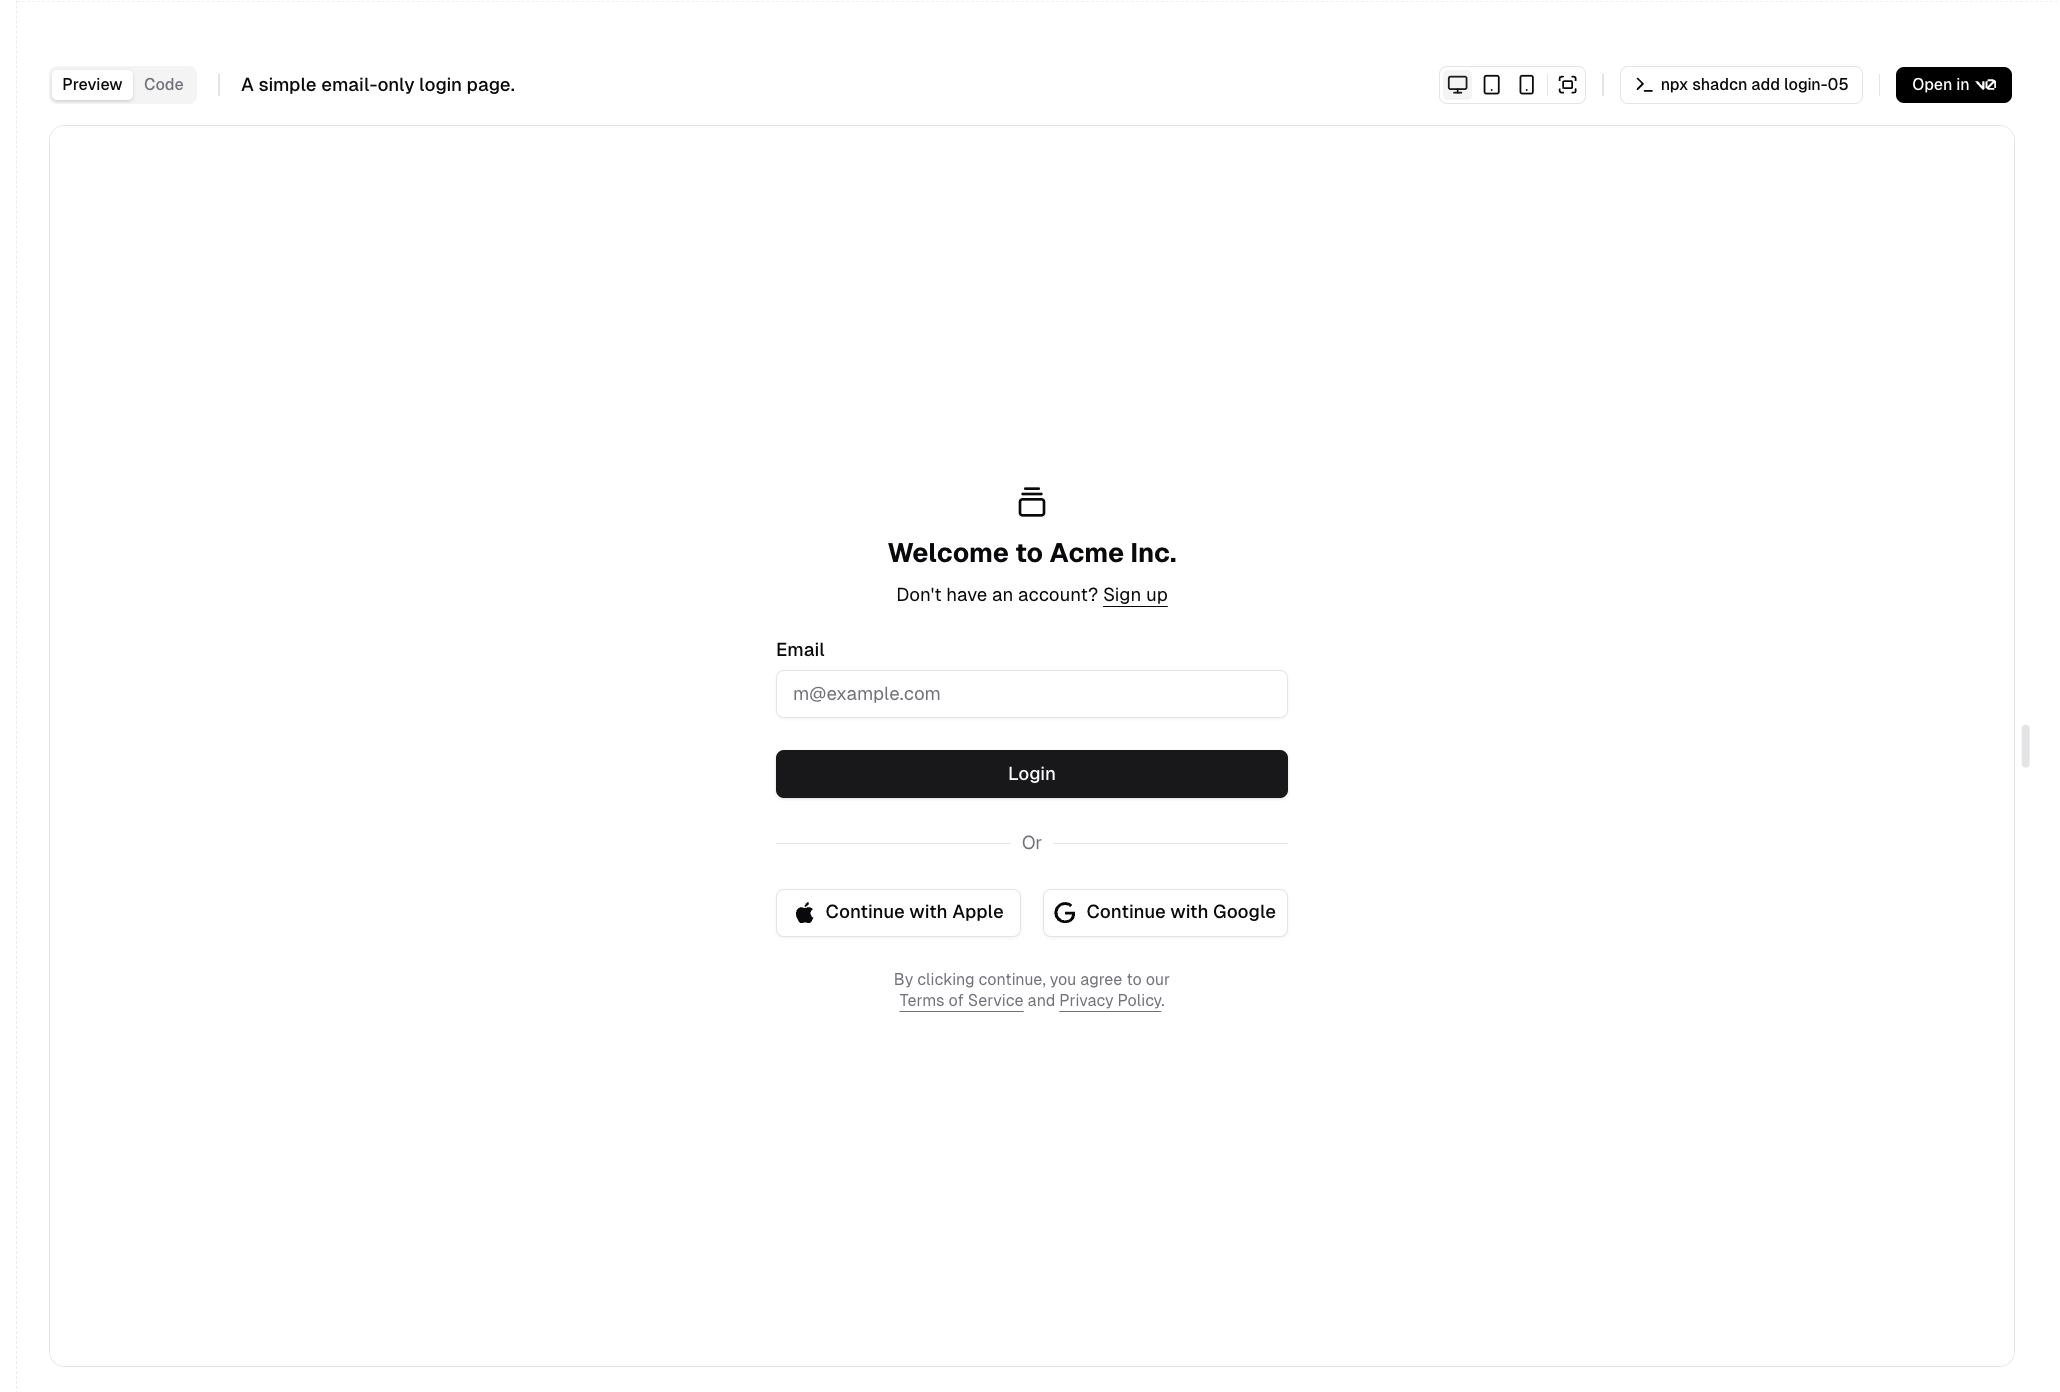 Preview Code A simple email-only login page. npx shadcn add login-05 Open in v0
Welcome to Acme Inc.
Don't have an account? Sign up
Email
m@example.com
Login
Or
Continue with Apple Continue with Google
By clicking continue, you agree to our
Terms of Service and Privacy Policy.